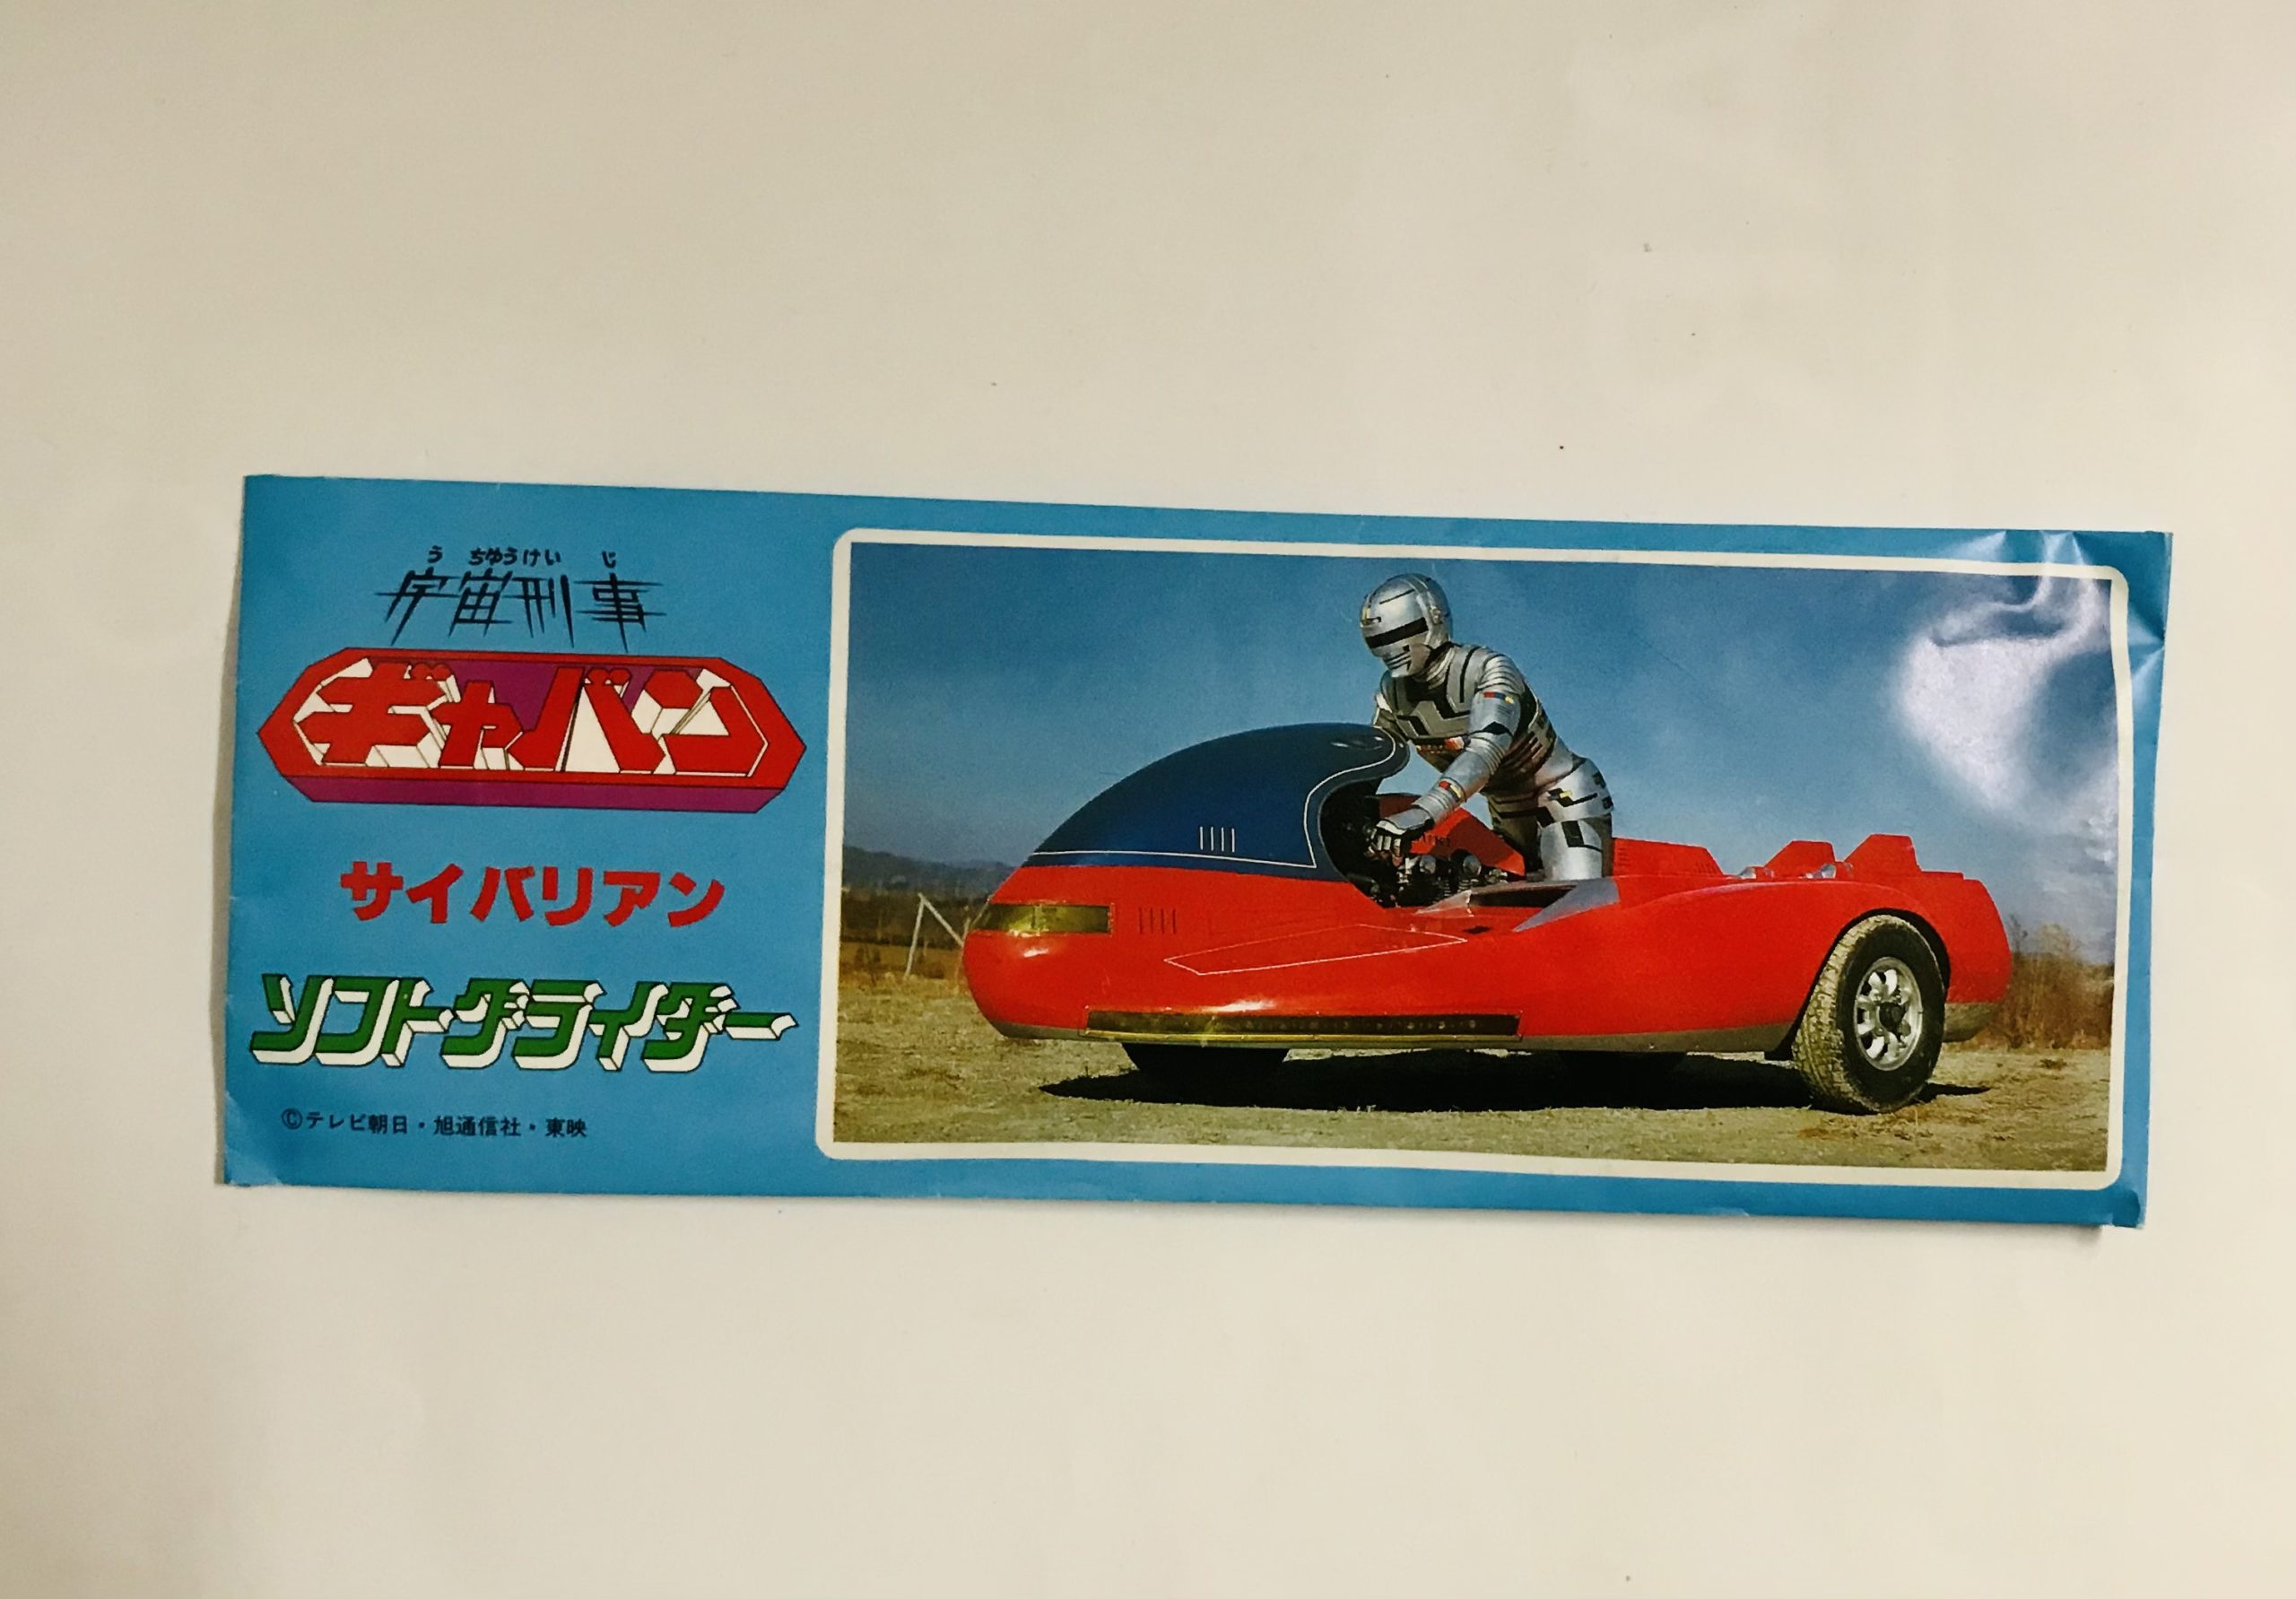 う ちゅうけい じ
宇宙刑事
ギャバン
サイバリアン
ソフトグライダー
©テレビ朝日・旭通信社・東映